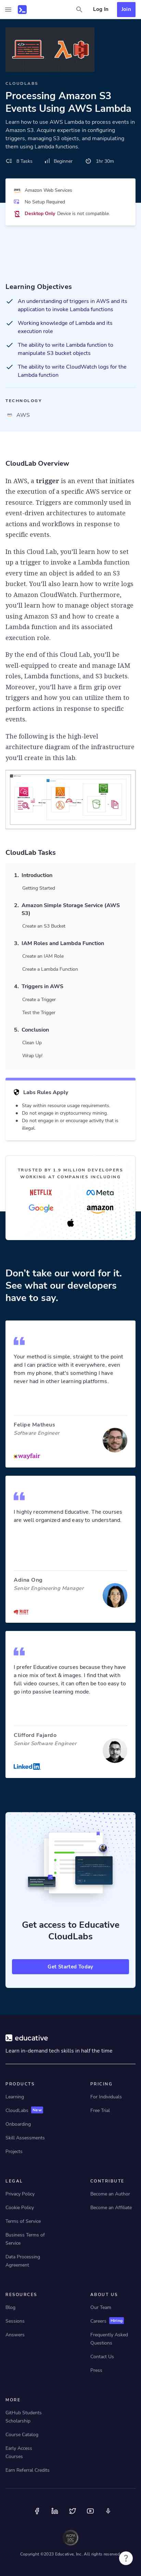 Log In
Join
CLOUDLABS
Processing Amazon S3
Events Using AWS Lambda
Learn how to use AWS Lambda to process events in
Amazon S3. Acquire expertise in configuring
triggers, managing S3 objects, and manipulating
them using Lambda functions.
8 Tasks
Beginner
1hr 30m
Amazon Web Services
No Setup Required
Desktop Only Device is not compatible.
Learning Objectives
An understanding of triggers in AWS and its
application to invoke Lambda functions
Working knowledge of Lambda and its
execution role
The ability to write Lambda function to
manipulate S3 bucket objects
The ability to write CloudWatch logs for the
Lambda function
TECHNOLOGY
AWS
CloudLab Overview
In AWS, a trigger is an event that initiates
the execution of a specific AWS service or
resource. Triggers are commonly used in
event-driven architectures to automate
and orchestrate workflows in response to
specific events.
In this Cloud Lab, you'll learn how to set
up a trigger to invoke a Lambda function
every time an object is added to an S3
bucket. You'll also learn how to view logs
in Amazon CloudWatch. Furthermore,
you'll learn how to manage object storage
using Amazon S3 and how to create a
Lambda function and its associated
execution role.
By the end of this Cloud Lab, you'll be
well-equipped to create and manage IAM
roles, Lambda functions, and S3 buckets.
Moreover, you'll have a firm grip over
triggers and how you can use them to
perform certain actions in response to an
event.
The following is the high-level
architecture diagram of the infrastructure
you'll create in this lab.
CloudLab Tasks
1. Introduction
Getting Started
2. Amazon Simple Storage Service (AWS
S3)
Create an S3 Bucket
3. IAM Roles and Lambda Function
Create an IAM Role
Create a Lambda Function
4. Triggers in AWS
Create a Trigger
Test the Trigger
5. Conclusion
Clean Up
Wrap Up!
Labs Rules Apply
Stay within resource usage requirements.
Do not engage in cryptocurrency mining.
Do not engage in or encourage activity that is
illegal.
TRUSTED BY 1.9 MILLION DEVELOPERS
WORKING AT COMPANIES INCLUDING
NETFLIX
Meta
Google
amazon
Don't take our word for it.
See what our developers
have to say.
Your method is simple, straight to the point
and I can practice with it everywhere, even
from my phone, that's something I have
never had in other learning platforms.
Felipe Matheus
Software Engineer
wayfair
I highly recommend Educative. The courses
are well organized and easy to understand.
Adina Ong
Senior Engineering Manager
RIOT
I prefer Educative courses because they have
a nice mix of text & images. I find that with
full video courses, it can often be too easy to
go into passive learning mode.
Clifford Fajardo
Senior Software Engineer
LinkedIn
Get access to Educative
CloudLabs
Get Started Today
educative
Learn in-demand tech skills in half the time
PRODUCTS
Learning
CloudLabs
Onboarding
Skill Assessments
Projects
PRICING
For Individuals
Free Trial
LEGAL
Privacy Policy
Cookie Policy
Terms of Service
Business Terms of
Service
Data Processing
Agreement
CONTRIBUTE
Become an Author
Become an Affiliate
RESOURCES
Blog
Sessions
Answers
ABOUT US
Our Team
Careers Hiring
Frequently Asked
Questions
Contact Us
Press
MORE
GitHub Students
Scholarship
Course Catalog
Early Access
Courses
Earn Referral Credits
Copyright ©2023 Educative, Inc. All rights reserved.